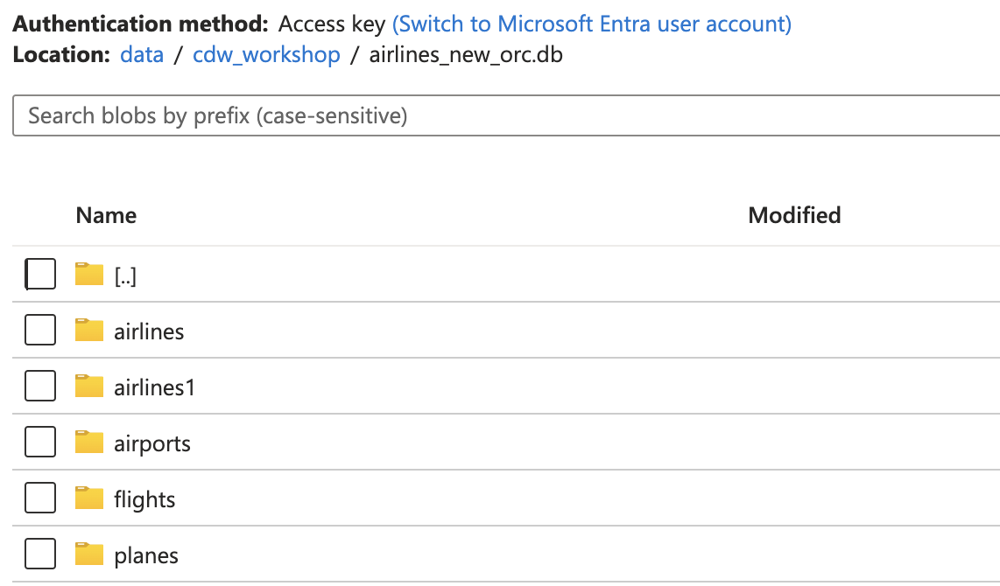 Authentication method: Access key (Switch to Microsoft Entra user account)
Location: data / cdw_workshop / airlines_new_orc.db
Search blobs by prefix (case-sensitive)
Name Modified
[..]
airlines
airlines1
airports
flights
planes